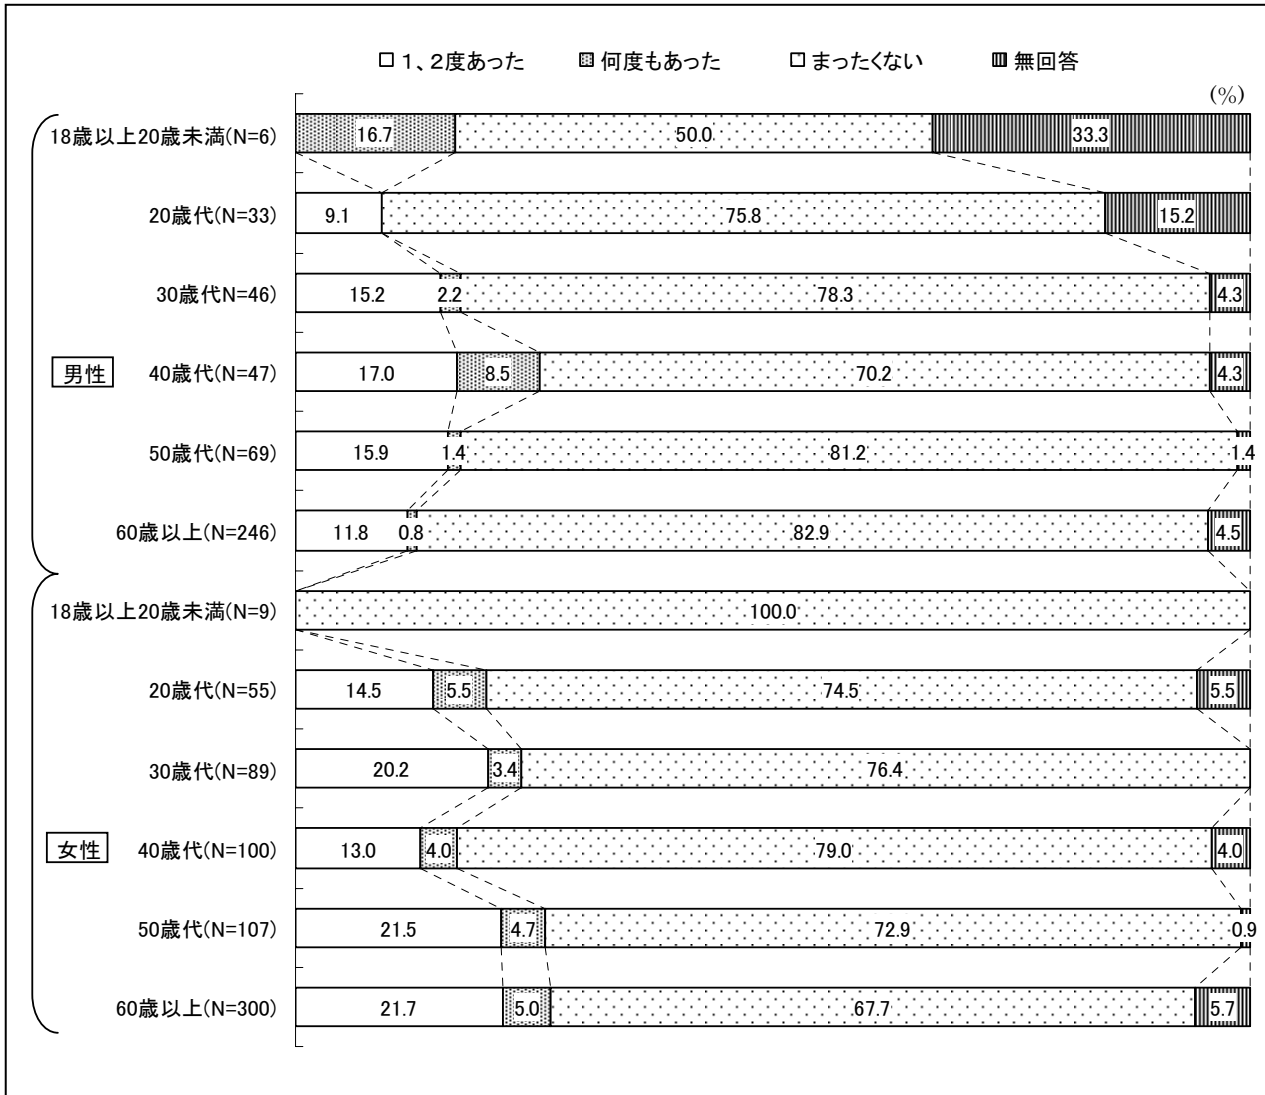 １、２度あった 何度もあった まったくない 無回答
(%)
18歳以上20歳未満(N=6) 16.7 50.0 33.3
20歳代(N=33) 9.1 75.8 15.2
30歳代N=46) 15.2 2.2 78.3 4.3
男性 40歳代(N=47) 17.0 8.5 70.2 4.3
50歳代(N=69) 15.9 1.4 81.2 1.4
60歳以上(N=246) 11.8 0.8 82.9 4.5
18歳以上20歳未満(N=9) 100.0
20歳代(N=55) 14.5 5.5 74.5 5.5
30歳代(N=89) 20.2 3.4 76.4
女性 40歳代(N=100) 13.0 4.0 79.0 4.0
50歳代(N=107) 21.5 4.7 72.9 0.9
60歳以上(N=300) 21.7 5.0 67.7 5.7